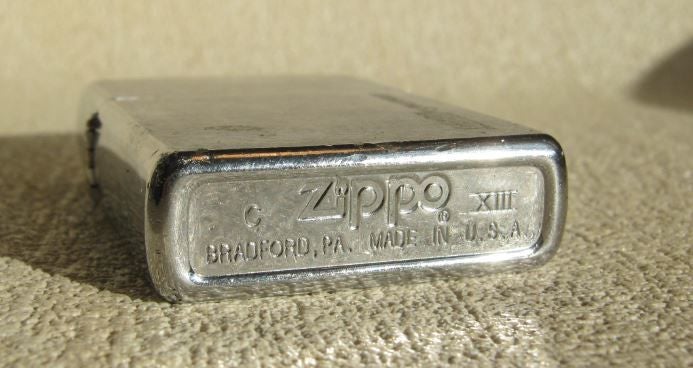 C Zippo® XIII
BRADFORD, PA. MADE IN U.S.A.